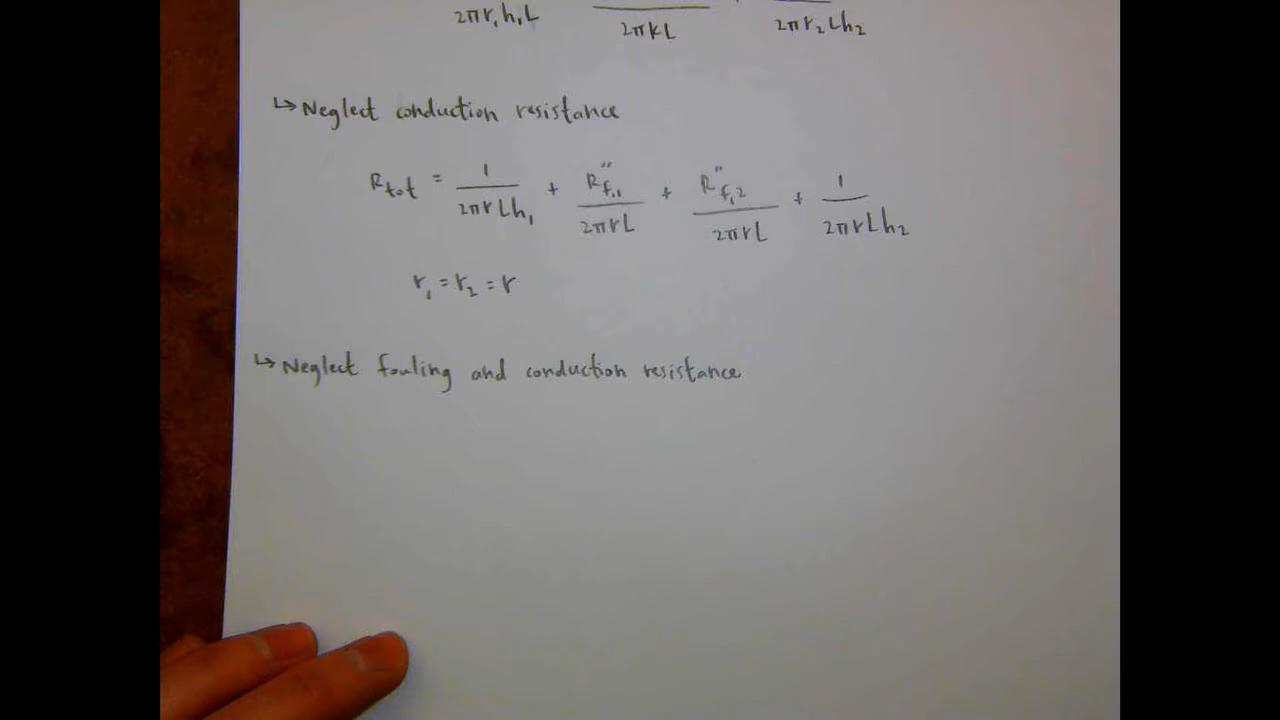 2πr₁h₁L 2πkL 2πr₂Lh₂
↳ Neglect conduction resistance
R_tot = 1/(2πrLh₁) + R″_f,1/(2πrL) + R″_f,2/(2πrL) + 1/(2πrLh₂)
r₁ = r₂ = r
↳ Neglect fouling and conduction resistance